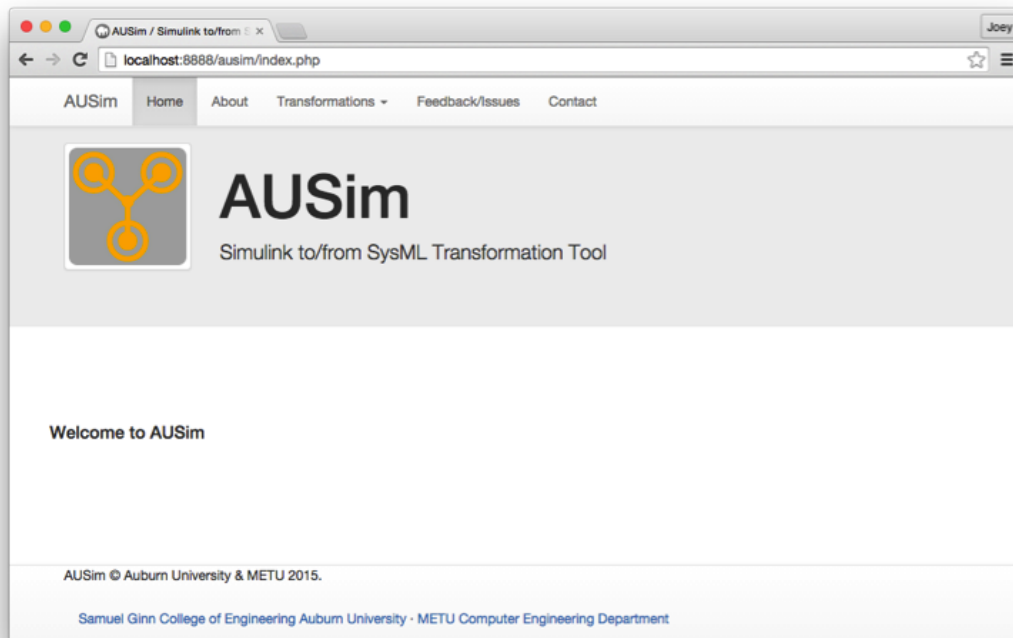 AUSim / Simulink to/from S
Joey
localhost:8888/ausim/index.php
AUSim Home About Transformations Feedback/Issues Contact
AUSim
Simulink to/from SysML Transformation Tool
Welcome to AUSim
AUSim © Auburn University & METU 2015.
Samuel Ginn College of Engineering Auburn University · METU Computer Engineering Department